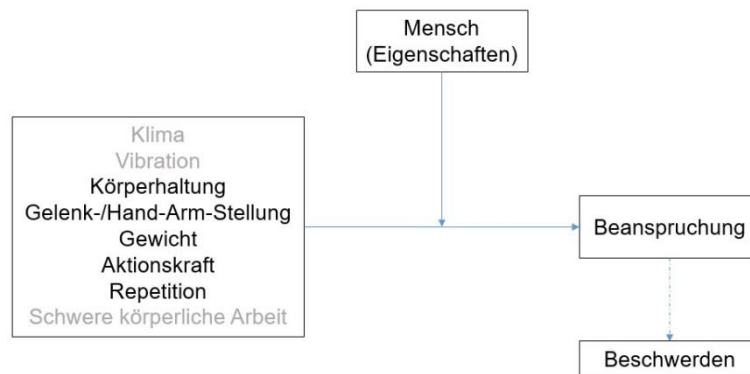 Mensch
(Eigenschaften)
Klima
Vibration
Körperhaltung
Gelenk-/Hand-Arm-Stellung
Gewicht
Aktionskraft
Repetition
Schwere körperliche Arbeit
Beanspruchung
Beschwerden